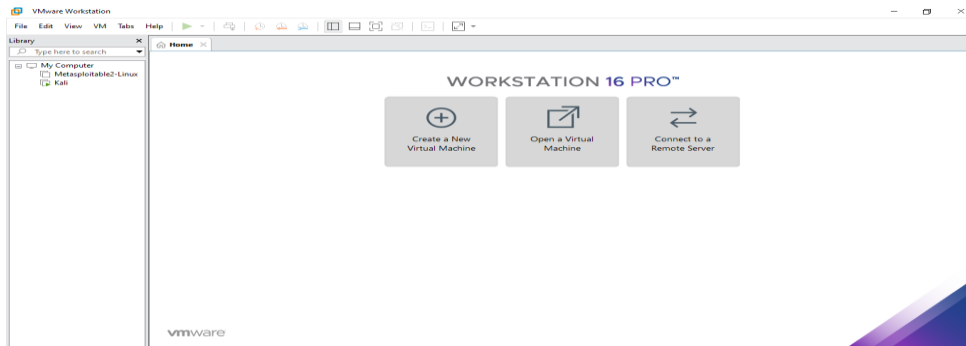 VMware Workstation
File Edit View VM Tabs Help
Library
Type here to search
My Computer
Metasploitable2-Linux
Kali
Home
WORKSTATION 16 PRO™
Create a New
Virtual Machine
Open a Virtual
Machine
Connect to a
Remote Server
vmware